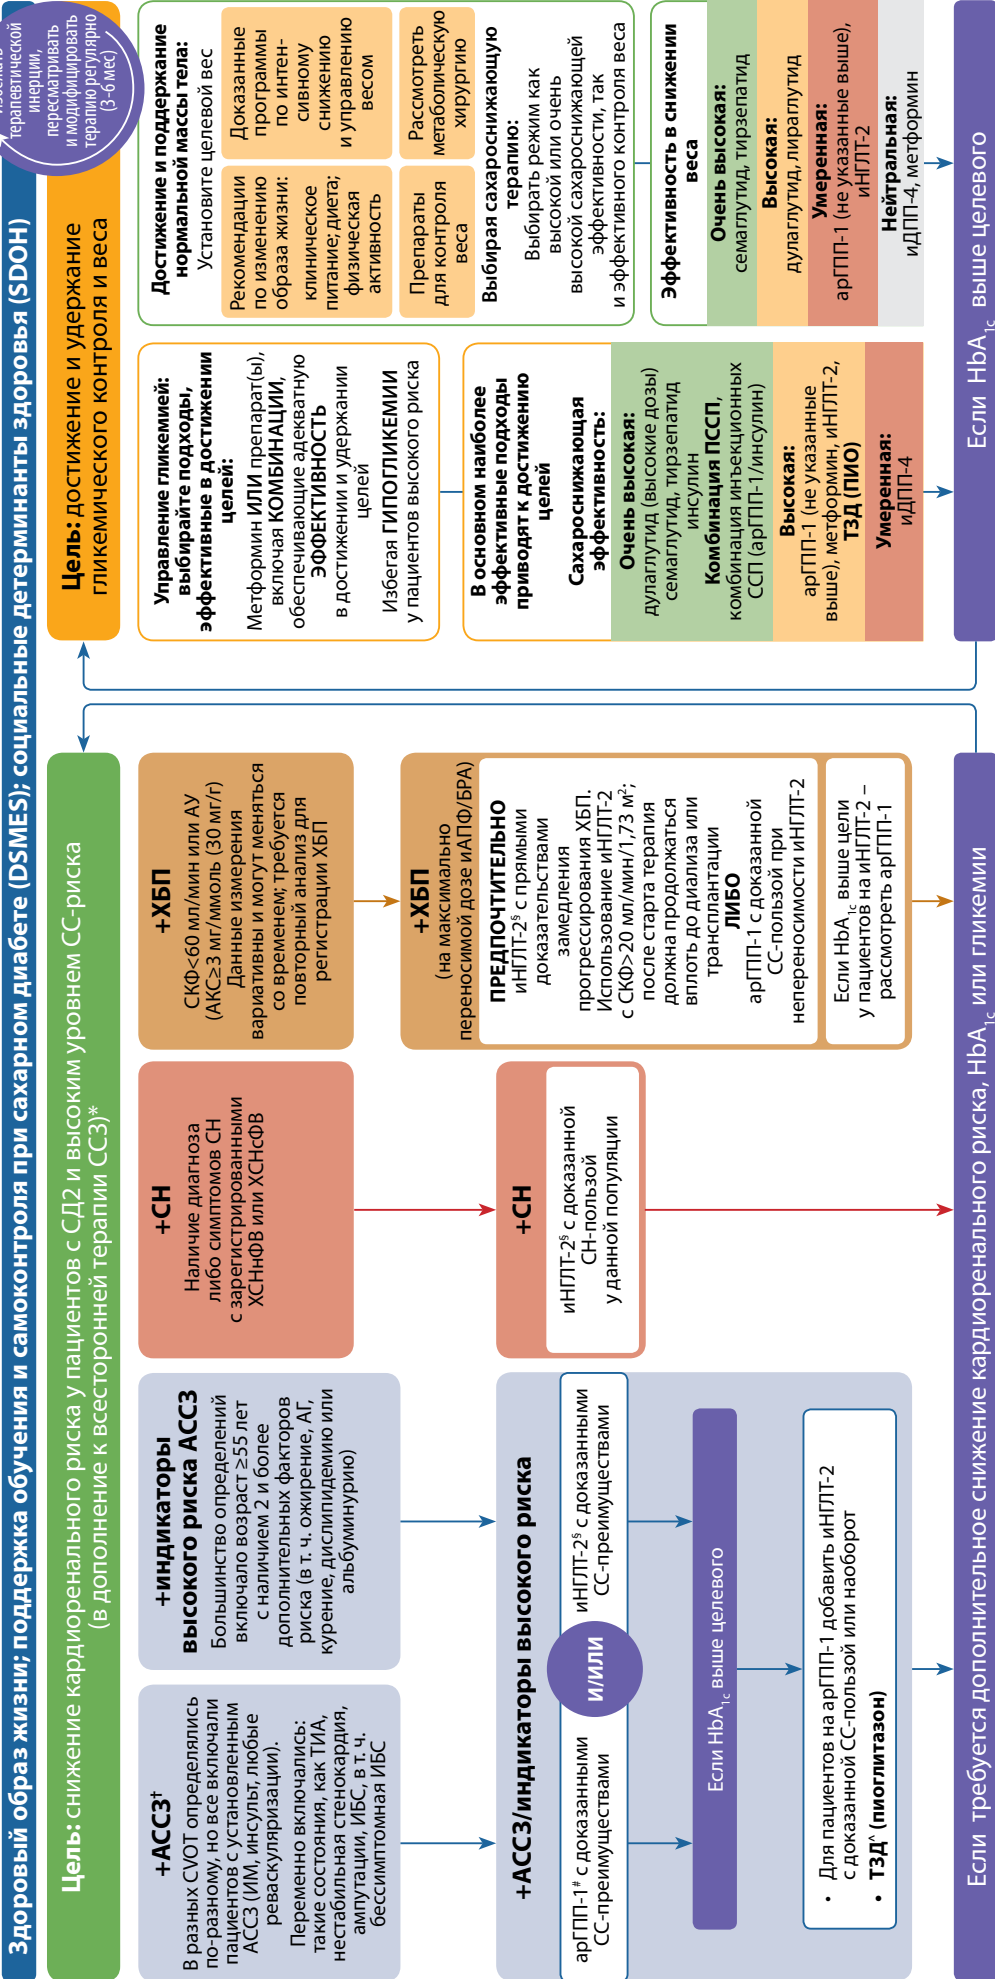 Здоровый образ жизни; поддержка обучения и самоконтроля при сахарном диабете (DSMES); социальные детерминанты здоровья (SDOH)
терапевтической
инерции,
пересматривать
и модифицировать
терапию регулярно
(3-6 мес)
Цель: снижение кардиоренального риска у пациентов с СД2 и высоким уровнем СС-риска
(в дополнение к всесторонней терапии ССЗ)*
+АССЗ†
В разных CVOT определялись
по-разному, но все включали
пациентов с установленным
АССЗ (ИМ, инсульт, любые
реваскуляризации).
Переменно включались:
такие состояния, как ТИА,
нестабильная стенокардия,
ампутации, ИБС, в т. ч.
бессимптомная ИБС
+индикаторы
высокого риска АССЗ
Большинство определений
включало возраст ≥55 лет
с наличием 2 и более
дополнительных факторов
риска (в т. ч. ожирение, АГ,
курение, дислипидемию или
альбуминурию)
+АССЗ/индикаторы высокого риска
арГПП-1# с доказанными
СС-преимуществами
и/или
иНГЛТ-2§ с доказанными
СС-преимуществами
Если HbA1c выше целевого
• Для пациентов на арГПП-1 добавить иНГЛТ-2
с доказанной СС-пользой или наоборот
• ТЗД^ (пиоглитазон)
+СН
Наличие диагноза
либо симптомов СН
с зарегистрированными
ХСНнФВ или ХСНсФВ
+СН
иНГЛТ-2§ с доказанной
СН-пользой
у данной популяции
+ХБП
СКФ<60 мл/мин или АУ
(АКС≥3 мг/ммоль (30 мг/г)
Данные измерения
вариативны и могут меняться
со временем; требуется
повторный анализ для
регистрации ХБП
+ХБП
(на максимально
переносимой дозе иАПФ/БРА)
ПРЕДПОЧТИТЕЛЬНО
иНГЛТ-2§ с прямыми
доказательствами
замедления
прогрессирования ХБП.
Использование иНГЛТ-2
с СКФ>20 мл/мин/1,73 м²;
после старта терапия
должна продолжаться
вплоть до диализа или
трансплантации
ЛИБО
арГПП-1 с доказанной
СС-пользой при
непереносимости иНГЛТ-2
Если HbA1c выше цели
у пациентов на иНГЛТ-2 –
рассмотреть арГПП-1
Если требуется дополнительное снижение кардиоренального риска, HbA1c или гликемии
Цель: достижение и удержание
гликемического контроля и веса
Управление гликемией:
выбирайте подходы,
эффективные в достижении
целей:
Метформин ИЛИ препарат(ы),
включая КОМБИНАЦИИ,
обеспечивающие адекватную
ЭФФЕКТИВНОСТЬ
в достижении и удержании
целей
Избегая ГИПОГЛИКЕМИИ
у пациентов высокого риска
В основном наиболее
эффективные подходы
приводят к достижению
целей
Сахароснижающая
эффективность:
Очень высокая:
дулаглутид (высокие дозы)
семаглутид, тирзепатид
инсулин
Комбинация ПССП,
комбинация инъекционных
ССП (арГПП-1/инсулин)
Высокая:
арГПП-1 (не указанные
выше), метформин, иНГЛТ-2,
ТЗД (ПИО)
Умеренная:
иДПП-4
Достижение и поддержание
нормальной массы тела:
Установите целевой вес
Рекомендации
по изменению
образа жизни:
клиническое
питание; диета;
физическая
активность
Доказанные
программы
по интен-
сивному
снижению
и управлению
весом
Препараты
для контроля
веса
Рассмотреть
метаболическую
хирургию
Выбирая сахароснижающую
терапию:
Выбирать режим как
высокой или очень
высокой сахароснижающей
эффективности, так
и эффективного контроля веса
Эффективность в снижении
веса
Очень высокая:
семаглутид, тирзепатид
Высокая:
дулаглутид, лираглутид
Умеренная:
арГПП-1 (не указанные выше),
иНГЛТ-2
Нейтральная:
иДПП-4, метформин
Если HbA1c выше целевого